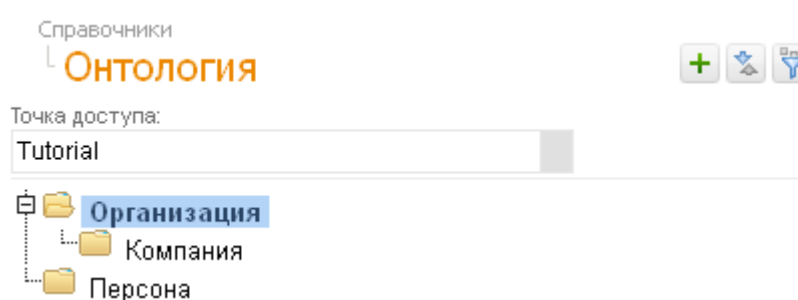 Справочники
Онтология
Точка доступа:
Tutorial
Организация
Компания
Персона